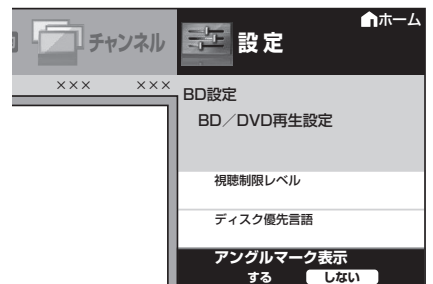 ホーム
チャンネル
設定
××× ×××
BD設定
BD／DVD再生設定
視聴制限レベル
ディスク優先言語
アングルマーク表示
する しない